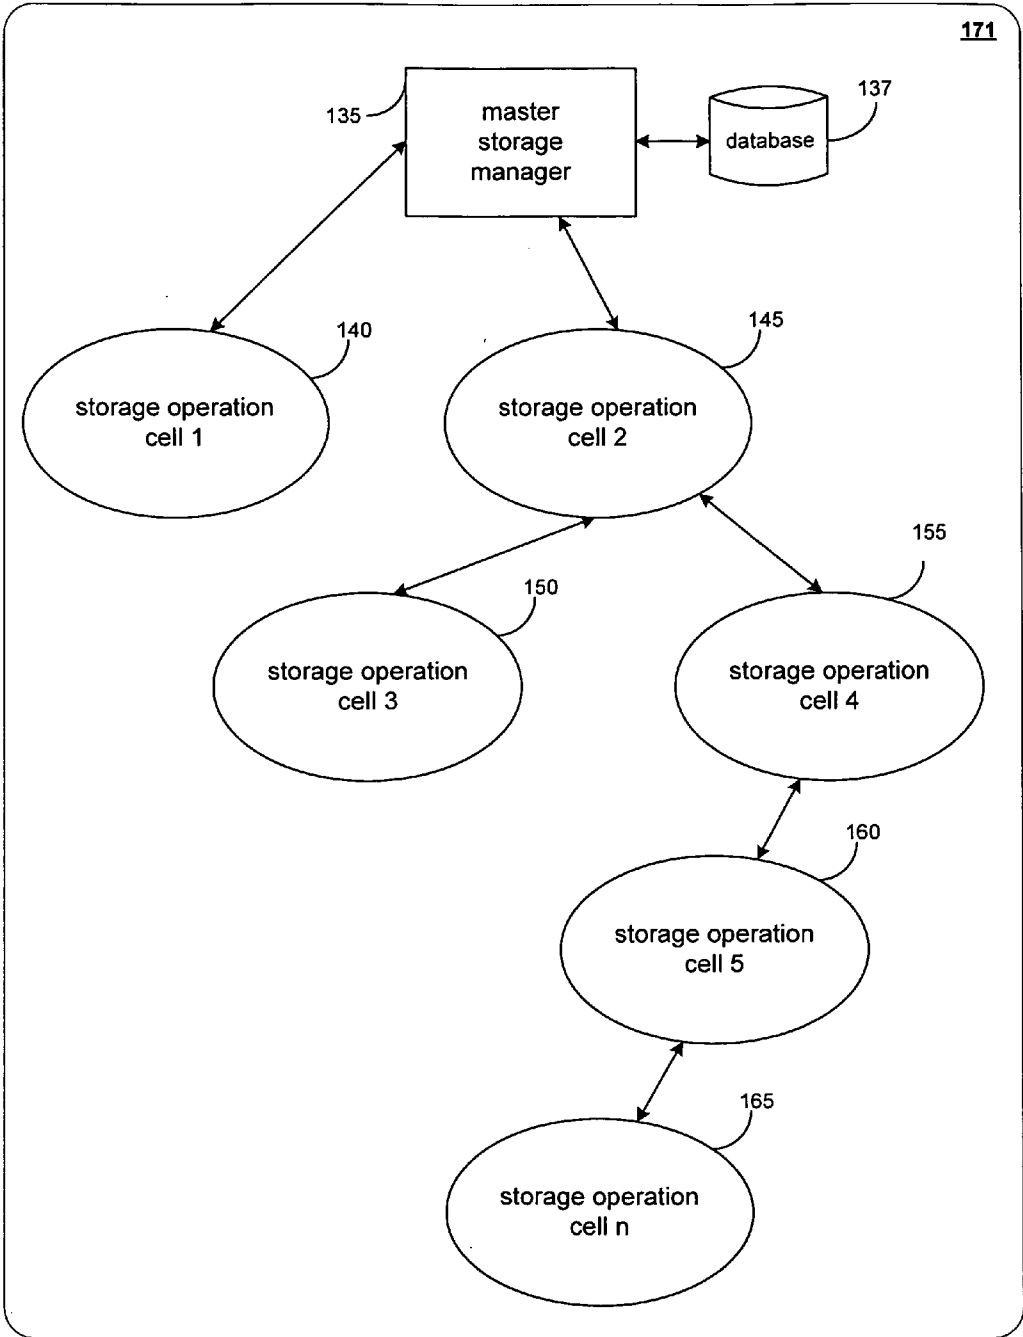 171
135
master
storage
manager
database
137
140
storage operation
cell 1
145
storage operation
cell 2
150
storage operation
cell 3
155
storage operation
cell 4
160
storage operation
cell 5
165
storage operation
cell n